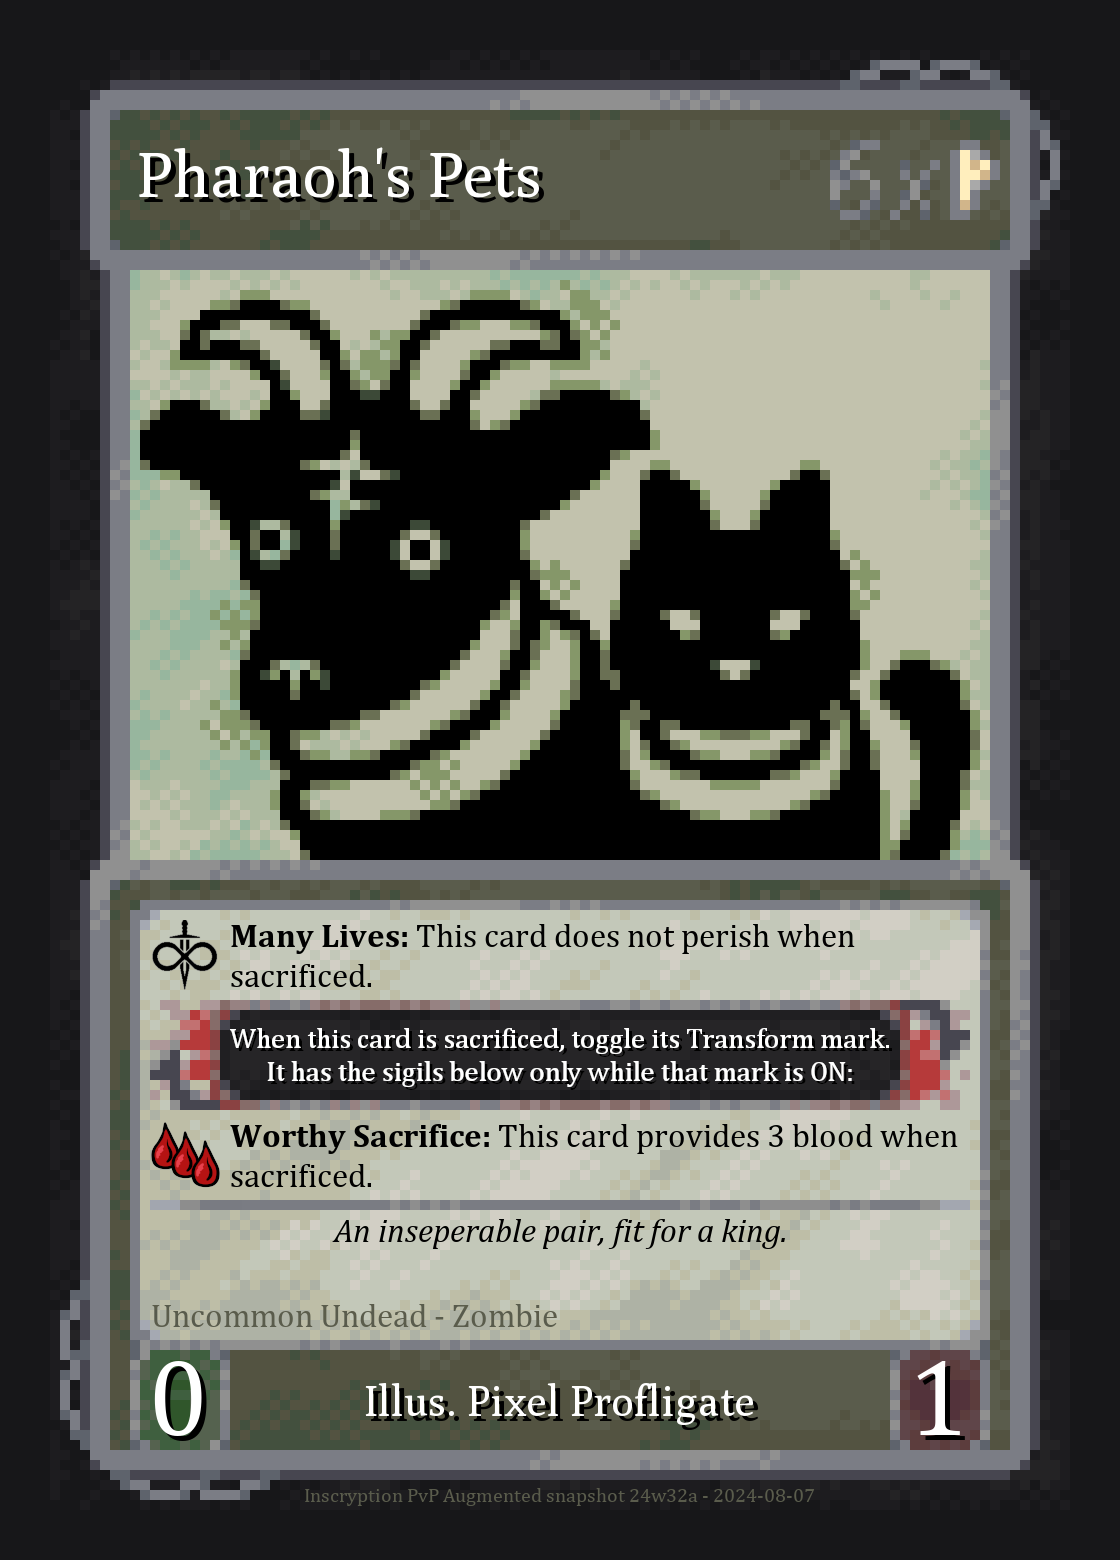 Pharaoh's Pets
6x
Many Lives: This card does not perish when
sacrificed.
When this card is sacrificed, toggle its Transform mark.
It has the sigils below only while that mark is ON:
Worthy Sacrifice: This card provides 3 blood when
sacrificed.
An inseperable pair, fit for a king.
Uncommon Undead - Zombie
0
Illus. Pixel Profligate
1
Inscryption PvP Augmented snapshot 24w32a - 2024-08-07